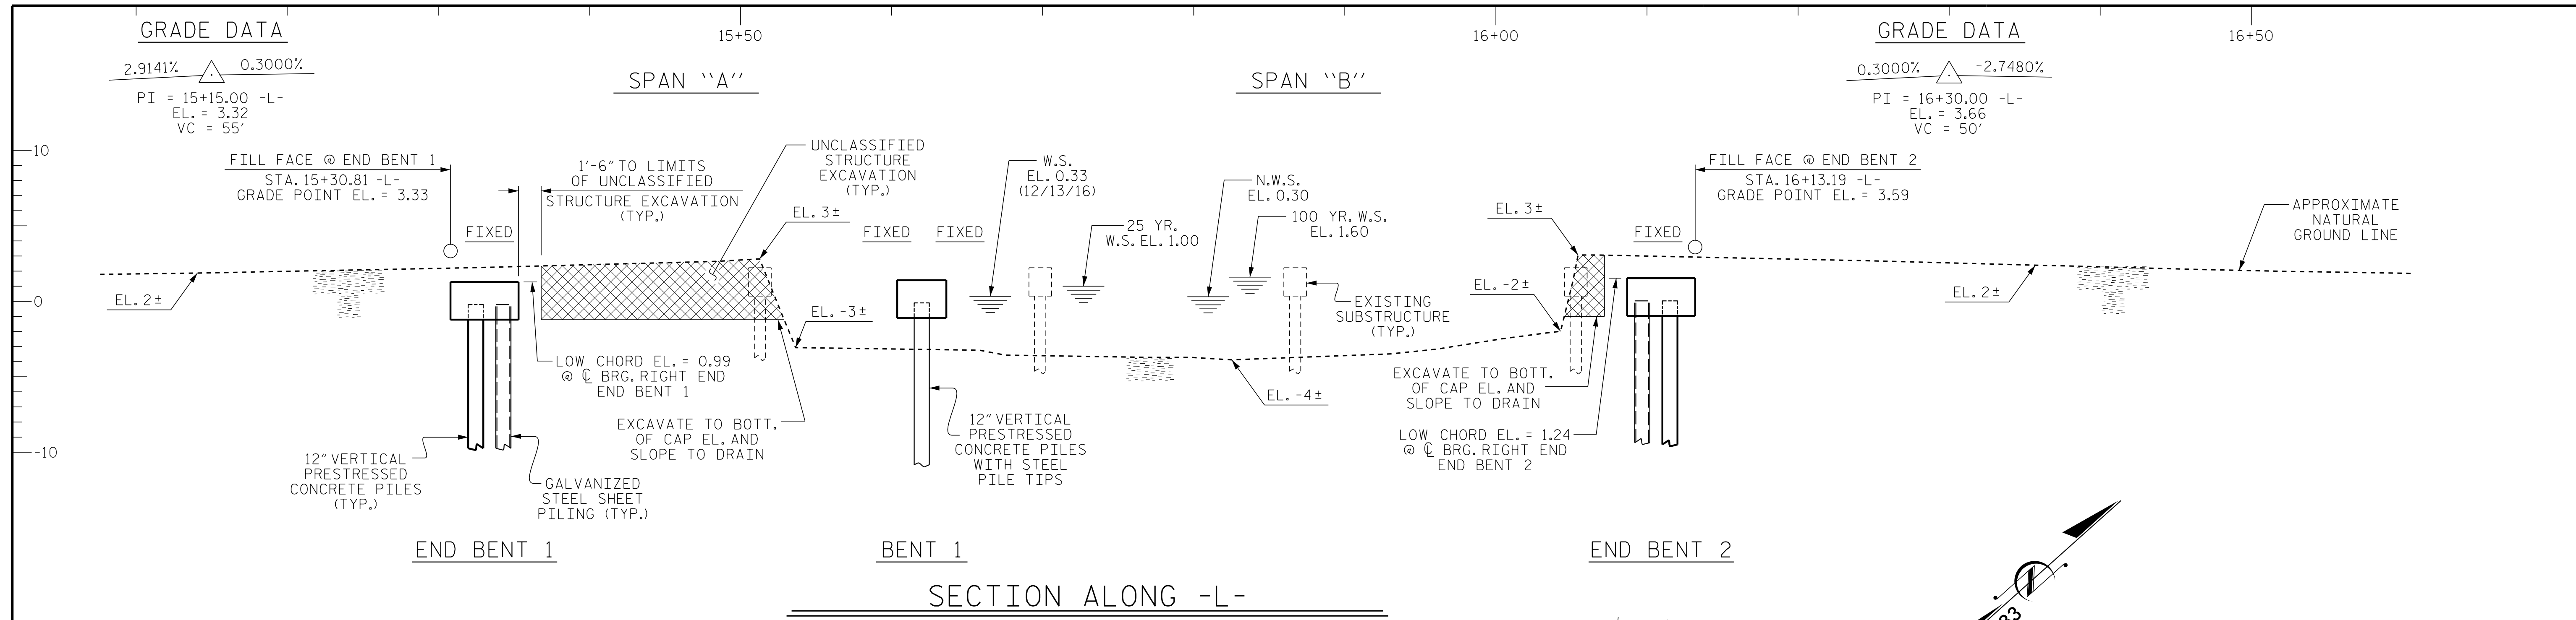 GRADE DATA
2.9141% 0.3000%
PI = 15+15.00 -L-
EL. = 3.32
VC = 55'
15+50
16+00
16+50
SPAN "A"
SPAN "B"
GRADE DATA
0.3000% -2.7480%
PI = 16+30.00 -L-
EL. = 3.66
VC = 50'
10
0
-10
FILL FACE @ END BENT 1
STA. 15+30.81 -L-
GRADE POINT EL. = 3.33
FIXED
1'-6" TO LIMITS
OF UNCLASSIFIED
STRUCTURE EXCAVATION
(TYP.)
UNCLASSIFIED
STRUCTURE
EXCAVATION
(TYP.)
EL. 3±
FIXED FIXED
W.S.
EL. 0.33
(12/13/16)
25 YR.
W.S. EL. 1.00
N.W.S.
EL. 0.30
100 YR. W.S.
EL. 1.60
EL. 3±
FIXED
FILL FACE @ END BENT 2
STA. 16+13.19 -L-
GRADE POINT EL. = 3.59
APPROXIMATE
NATURAL
GROUND LINE
EL. 2±
EL. -3±
EL. -2±
EXISTING
SUBSTRUCTURE
(TYP.)
EL. 2±
LOW CHORD EL. = 0.99
@ ℄ BRG. RIGHT END
END BENT 1
EL. -4±
EXCAVATE TO BOTT.
OF CAP EL. AND
SLOPE TO DRAIN
EXCAVATE TO BOTT.
OF CAP EL. AND
SLOPE TO DRAIN
12" VERTICAL
PRESTRESSED
CONCRETE PILES
WITH STEEL
PILE TIPS
LOW CHORD EL. = 1.24
@ ℄ BRG. RIGHT END
END BENT 2
12" VERTICAL
PRESTRESSED
CONCRETE PILES
(TYP.)
GALVANIZED
STEEL SHEET
PILING (TYP.)
END BENT 1
BENT 1
END BENT 2
SECTION ALONG -L-